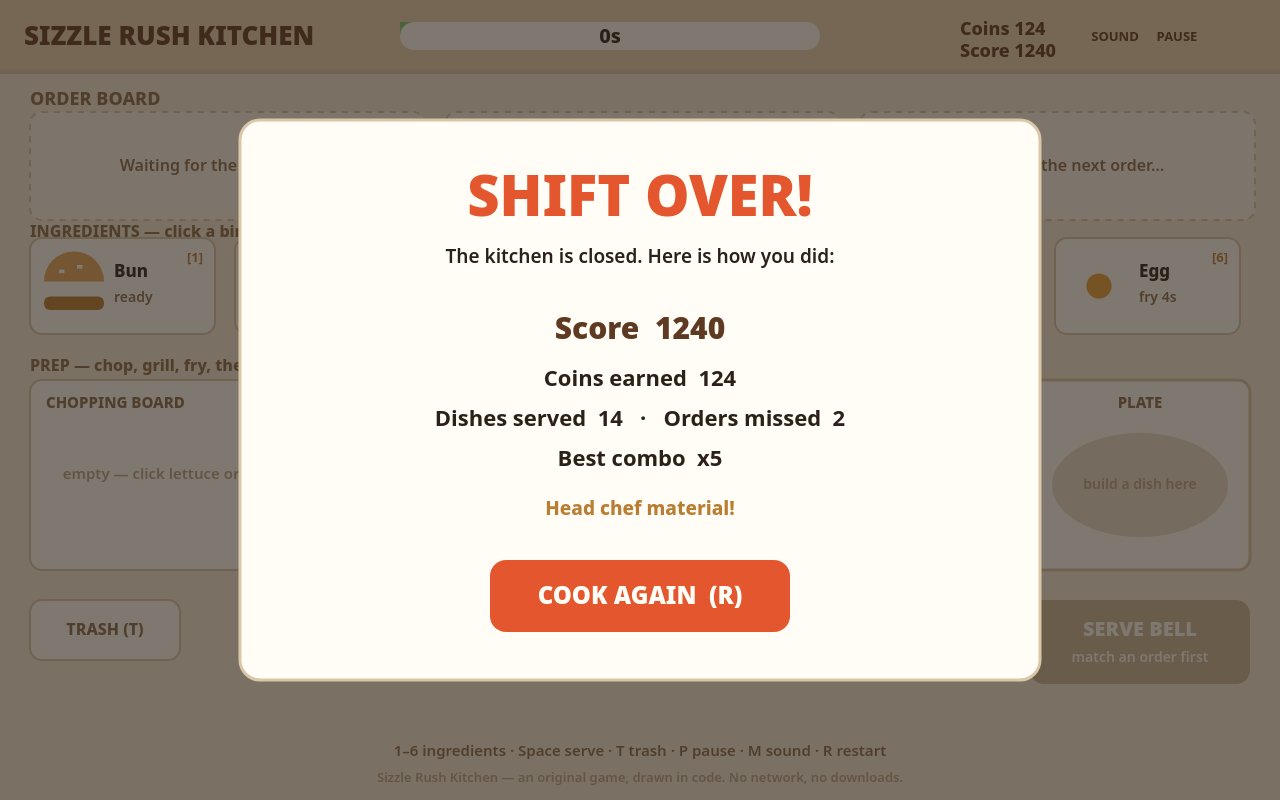 SIZZLE RUSH KITCHEN
0s
Coins 124
Score 1240
SOUND
PAUSE
ORDER BOARD
Waiting for the
the next order...
INGREDIENTS — click a bin
Bun
[1]
ready
Egg
[6]
fry 4s
PREP — chop, grill, fry, the
CHOPPING BOARD
empty — click lettuce or
PLATE
build a dish here
TRASH (T)
SERVE BELL
match an order first
SHIFT OVER!
The kitchen is closed. Here is how you did:
Score 1240
Coins earned 124
Dishes served 14 · Orders missed 2
Best combo x5
Head chef material!
COOK AGAIN (R)
1–6 ingredients · Space serve · T trash · P pause · M sound · R restart
Sizzle Rush Kitchen — an original game, drawn in code. No network, no downloads.